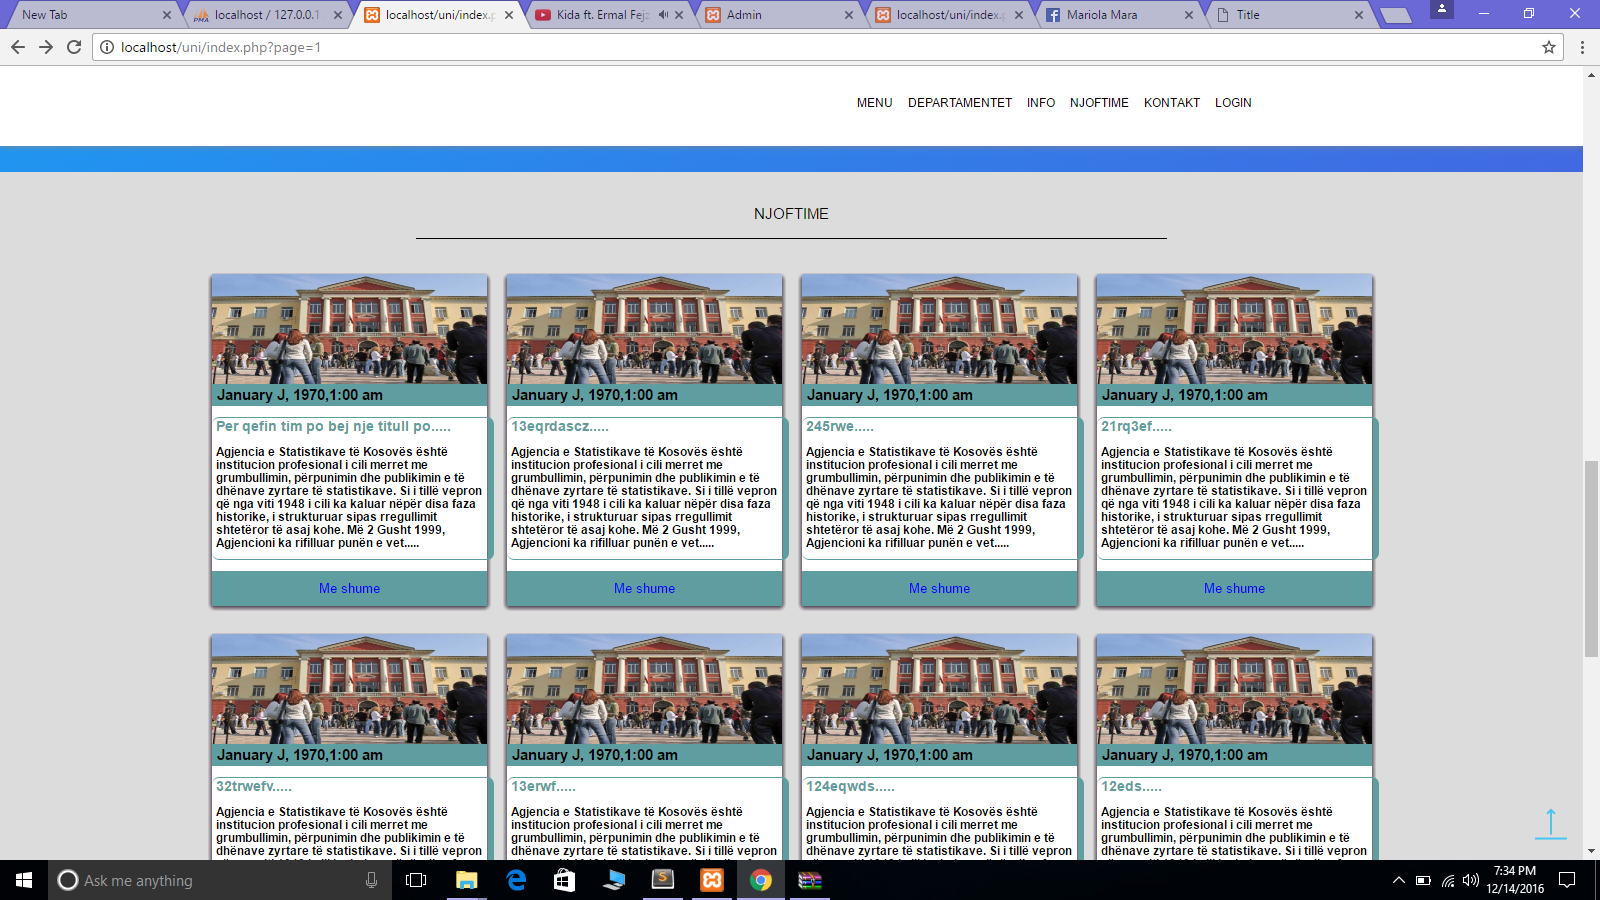 New Tab
localhost / 127.0.0.1
localhost/uni/index.p
Kida ft. Ermal Fejz
Admin
localhost/uni/index.p
Mariola Mara
Title
localhost/uni/index.php?page=1
MENU DEPARTAMENTET INFO NJOFTIME KONTAKT LOGIN
NJOFTIME
January J, 1970,1:00 am
Per qefin tim po bej nje titull po.....
Agjencia e Statistikave të Kosovës është
institucion profesional i cili merret me
grumbullimin, përpunimin dhe publikimin e të
dhënave zyrtare të statistikave. Si i tillë vepron
që nga viti 1948 i cili ka kaluar nëpër disa faza
historike, i strukturuar sipas rregullimit
shtetëror të asaj kohe. Më 2 Gusht 1999,
Agjencioni ka rifilluar punën e vet.....
Me shume
January J, 1970,1:00 am
13eqrdascz.....
Agjencia e Statistikave të Kosovës është
institucion profesional i cili merret me
grumbullimin, përpunimin dhe publikimin e të
dhënave zyrtare të statistikave. Si i tillë vepron
që nga viti 1948 i cili ka kaluar nëpër disa faza
historike, i strukturuar sipas rregullimit
shtetëror të asaj kohe. Më 2 Gusht 1999,
Agjencioni ka rifilluar punën e vet.....
Me shume
January J, 1970,1:00 am
245rwe.....
Agjencia e Statistikave të Kosovës është
institucion profesional i cili merret me
grumbullimin, përpunimin dhe publikimin e të
dhënave zyrtare të statistikave. Si i tillë vepron
që nga viti 1948 i cili ka kaluar nëpër disa faza
historike, i strukturuar sipas rregullimit
shtetëror të asaj kohe. Më 2 Gusht 1999,
Agjencioni ka rifilluar punën e vet.....
Me shume
January J, 1970,1:00 am
21rq3ef.....
Agjencia e Statistikave të Kosovës është
institucion profesional i cili merret me
grumbullimin, përpunimin dhe publikimin e të
dhënave zyrtare të statistikave. Si i tillë vepron
që nga viti 1948 i cili ka kaluar nëpër disa faza
historike, i strukturuar sipas rregullimit
shtetëror të asaj kohe. Më 2 Gusht 1999,
Agjencioni ka rifilluar punën e vet.....
Me shume
January J, 1970,1:00 am
32trwefv.....
Agjencia e Statistikave të Kosovës është
institucion profesional i cili merret me
grumbullimin, përpunimin dhe publikimin e të
dhënave zyrtare të statistikave. Si i tillë vepron
January J, 1970,1:00 am
13erwf.....
Agjencia e Statistikave të Kosovës është
institucion profesional i cili merret me
grumbullimin, përpunimin dhe publikimin e të
dhënave zyrtare të statistikave. Si i tillë vepron
January J, 1970,1:00 am
124eqwds.....
Agjencia e Statistikave të Kosovës është
institucion profesional i cili merret me
grumbullimin, përpunimin dhe publikimin e të
dhënave zyrtare të statistikave. Si i tillë vepron
January J, 1970,1:00 am
12eds.....
Agjencia e Statistikave të Kosovës është
institucion profesional i cili merret me
grumbullimin, përpunimin dhe publikimin e të
dhënave zyrtare të statistikave. Si i tillë vepron
Ask me anything
7:34 PM
12/14/2016